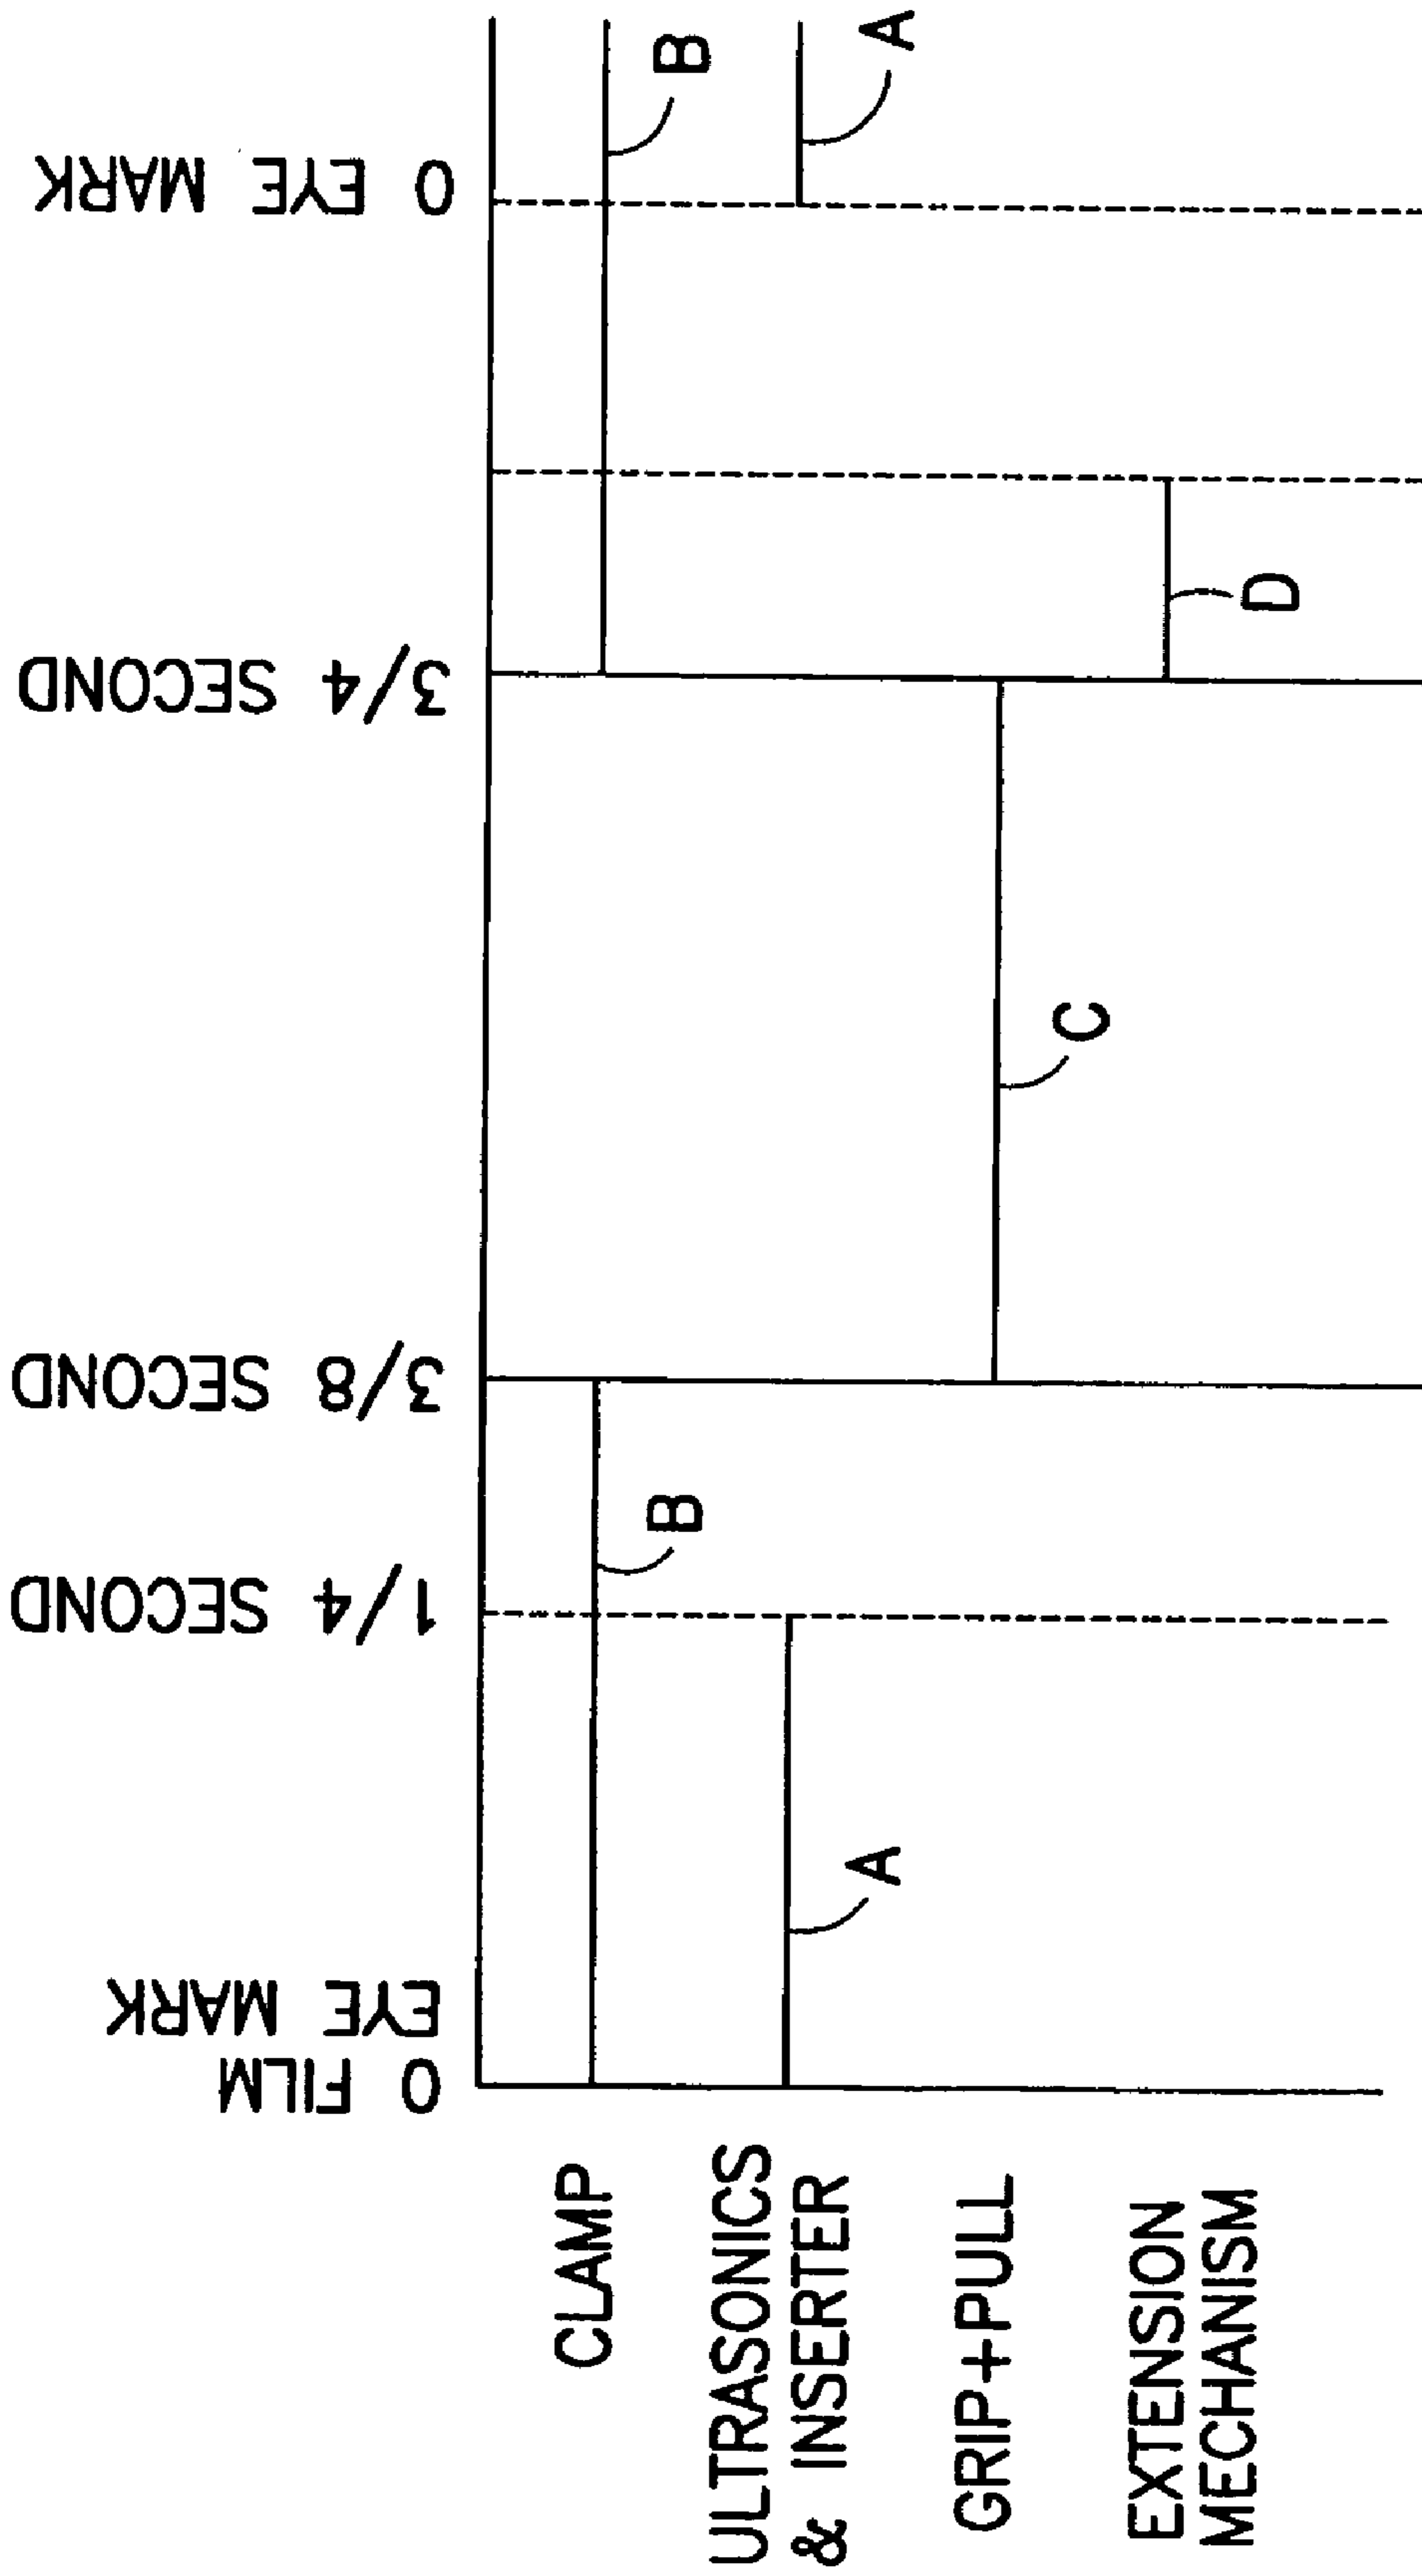 0 FILM
EYE MARK
1/4 SECOND
3/8 SECOND
3/4 SECOND
0 EYE MARK
CLAMP
B
B
ULTRASONICS
& INSERTER
A
A
GRIP+PULL
C
EXTENSION
MECHANISM
D